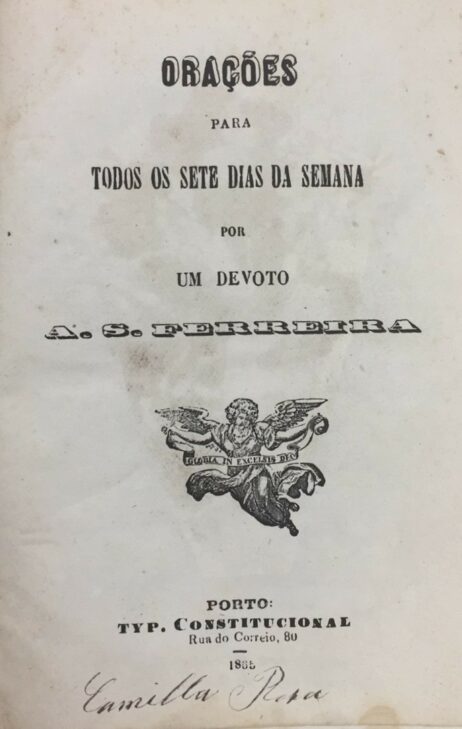 ORAÇÕES
PARA
TODOS OS SETE DIAS DA SEMANA
POR
UM DEVOTO
A. S. FERREIRA
GLORIA IN EXCELSIS DEO
PORTO:
TYP. CONSTITUCIONAL
Rua do Correio, 80
1865
Camilla Rosa